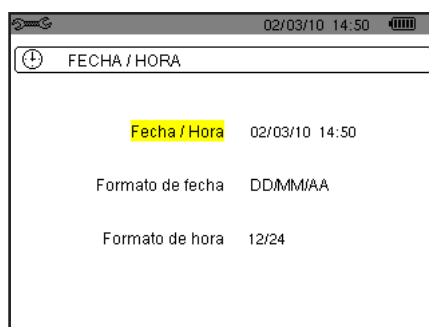 02/03/10 14:50
FECHA / HORA
Fecha / Hora 02/03/10 14:50
Formato de fecha DD/MM/AA
Formato de hora 12/24